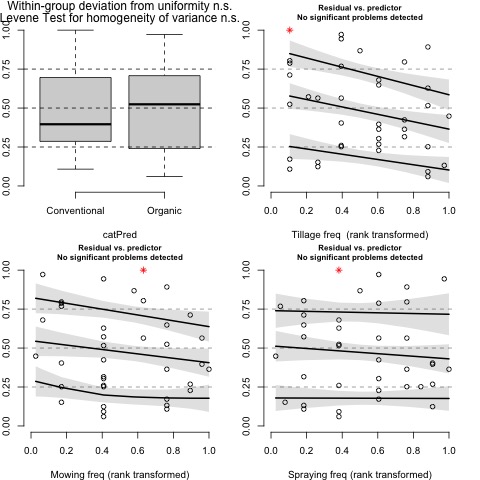 Within-group deviation from uniformity n.s.
Levene Test for homogeneity of variance n.s.
1.00
0.75
0.50
0.25
0.00
Conventional
Organic
catPred
Residual vs. predictor
No significant problems detected
1.00
0.75
0.50
0.25
0.00
0.0
0.2
0.4
0.6
0.8
1.0
Tillage freq (rank transformed)
Residual vs. predictor
No significant problems detected
1.00
0.75
0.50
0.25
0.00
0.0
0.2
0.4
0.6
0.8
1.0
Mowing freq (rank transformed)
Residual vs. predictor
No significant problems detected
1.00
0.75
0.50
0.25
0.00
0.0
0.2
0.4
0.6
0.8
1.0
Spraying freq (rank transformed)